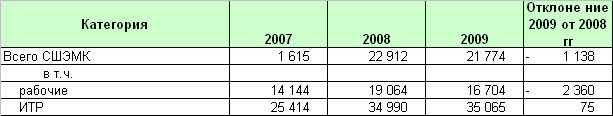 Категория 2007 2008 2009 Отклоне ние 2009 от 2008 гг
Всего СШЭМК 1 615 22 912 21 774 - 1 138
в т.ч.
рабочие 14 144 19 064 16 704 - 2 360
ИТР 25 414 34 990 35 065 75